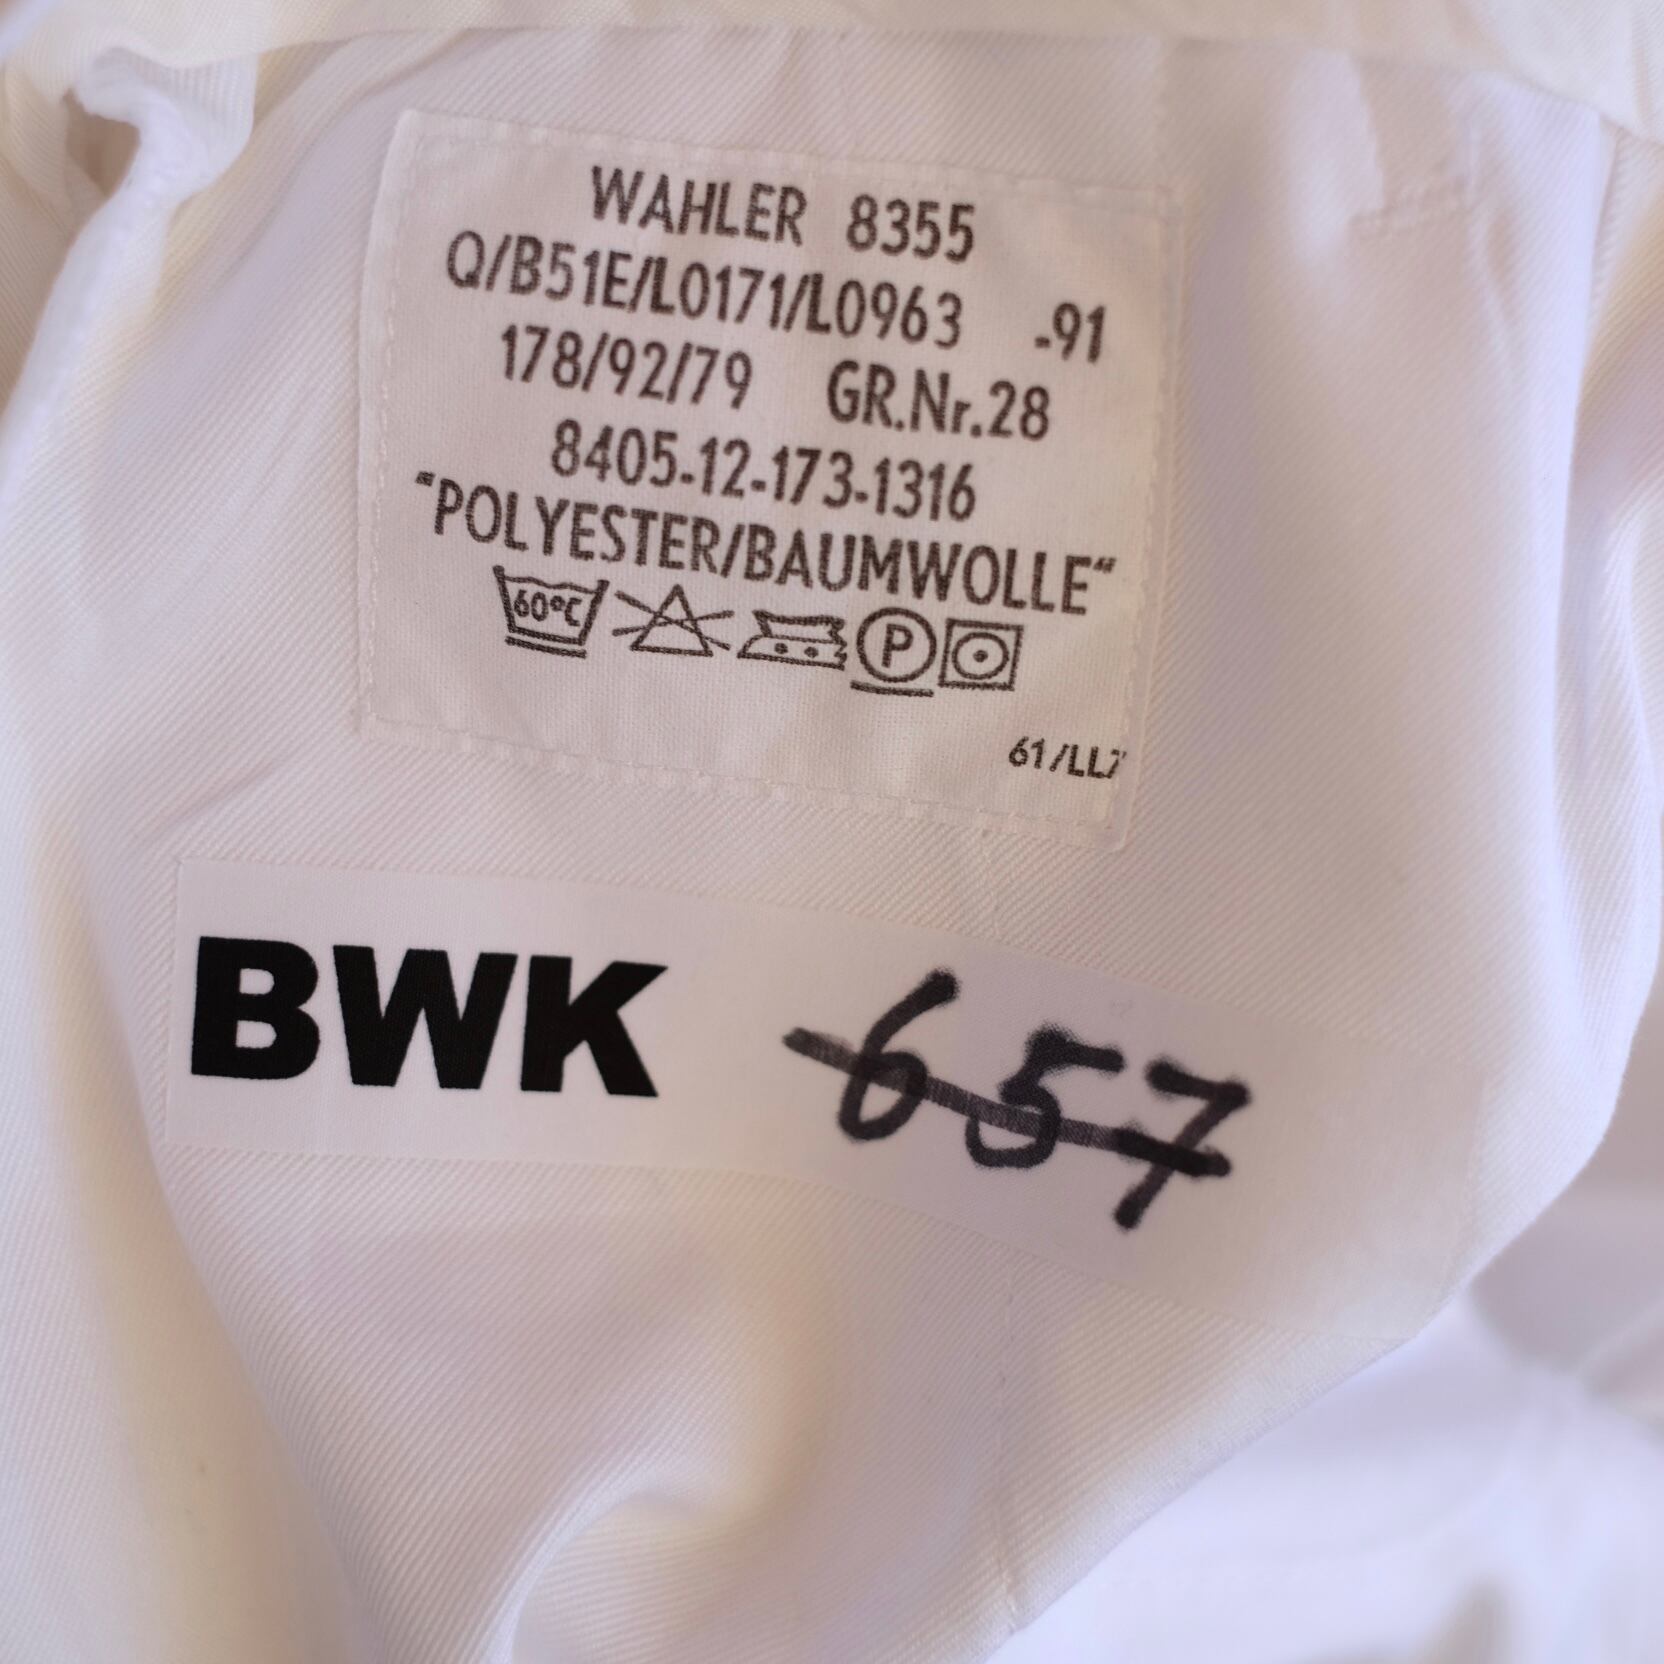 WAHLER 8355
Q/B51E/L0171/L0963 -91
178/92/79 GR.Nr.28
8405-12-173-1316
"POLYESTER/BAUMWOLLE"
60°C P
61/LLZ
BWK 657